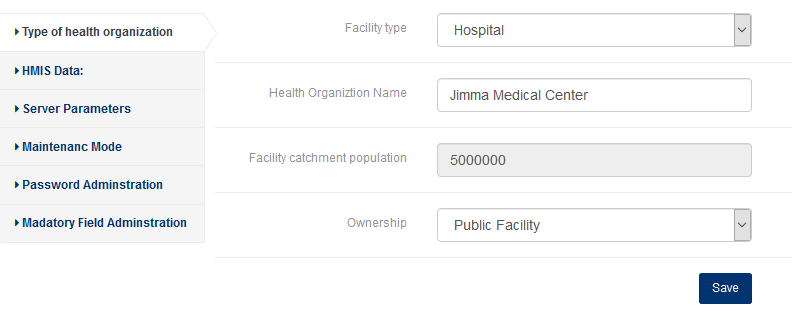 Type of health organization
HMIS Data:
Server Parameters
Maintenanc Mode
Password Adminstration
Madatory Field Adminstration
Facility type
Hospital
Health Organiztion Name
Jimma Medical Center
Facility catchment population
5000000
Ownership
Public Facility
Save